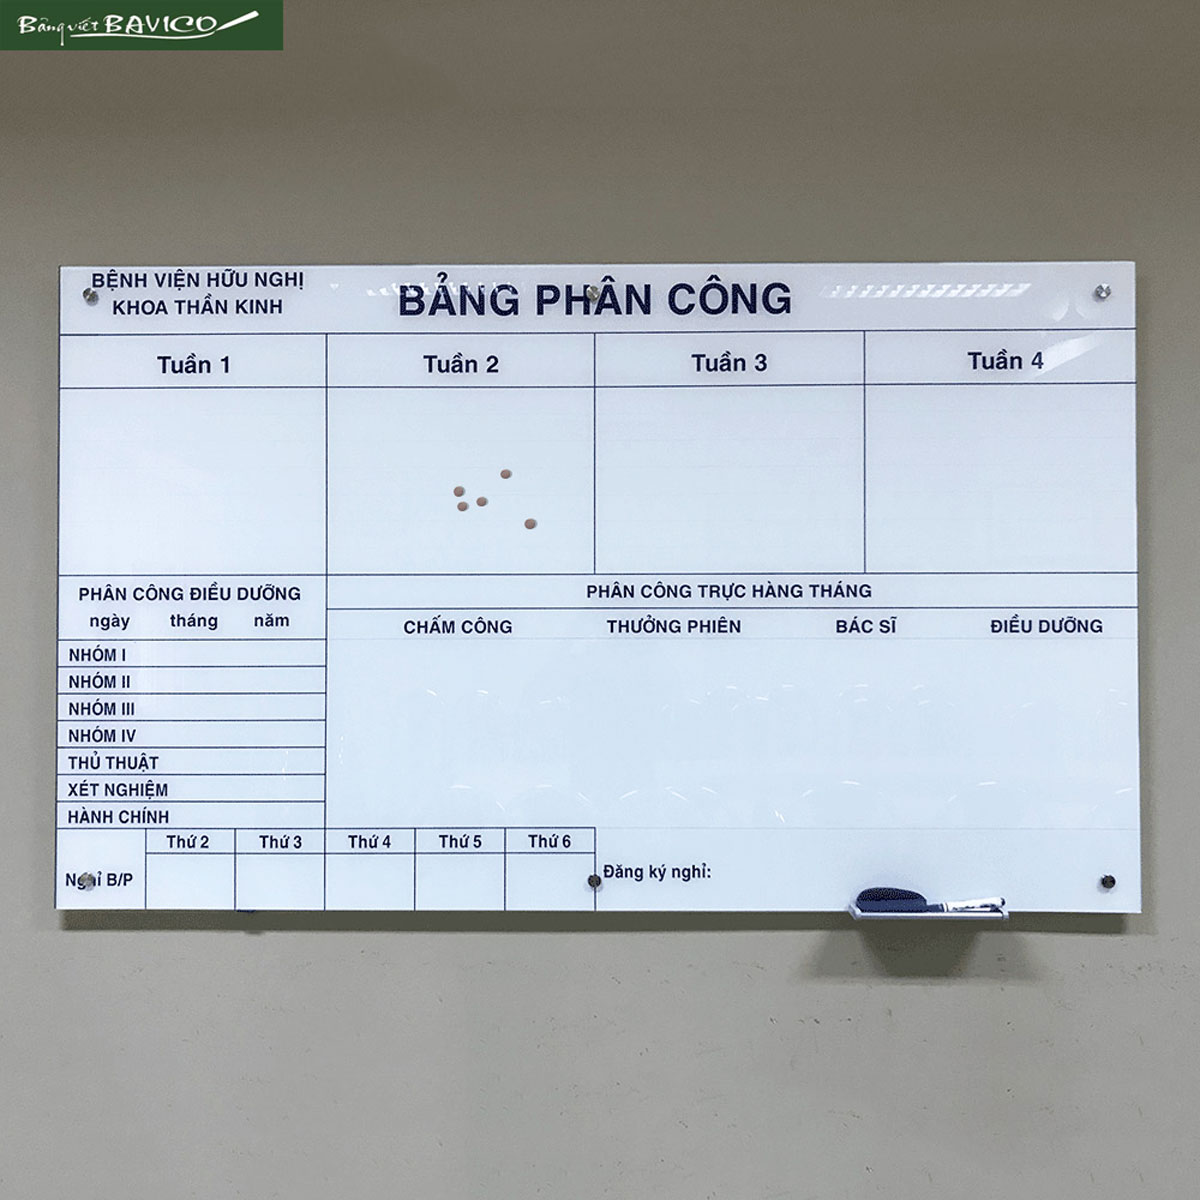 Bảng viết BAVICO
BỆNH VIỆN HỮU NGHỊ
KHOA THẦN KINH
BẢNG PHÂN CÔNG
Tuần 1 Tuần 2 Tuần 3 Tuần 4
PHÂN CÔNG ĐIỀU DƯỠNG
ngày tháng năm
NHÓM I
NHÓM II
NHÓM III
NHÓM IV
THỦ THUẬT
XÉT NGHIỆM
HÀNH CHÍNH
PHÂN CÔNG TRỰC HÀNG THÁNG
CHẤM CÔNG THƯỞNG PHIÊN BÁC SĨ ĐIỀU DƯỠNG
Thứ 2 Thứ 3 Thứ 4 Thứ 5 Thứ 6
Nghỉ B/P
Đăng ký nghỉ: